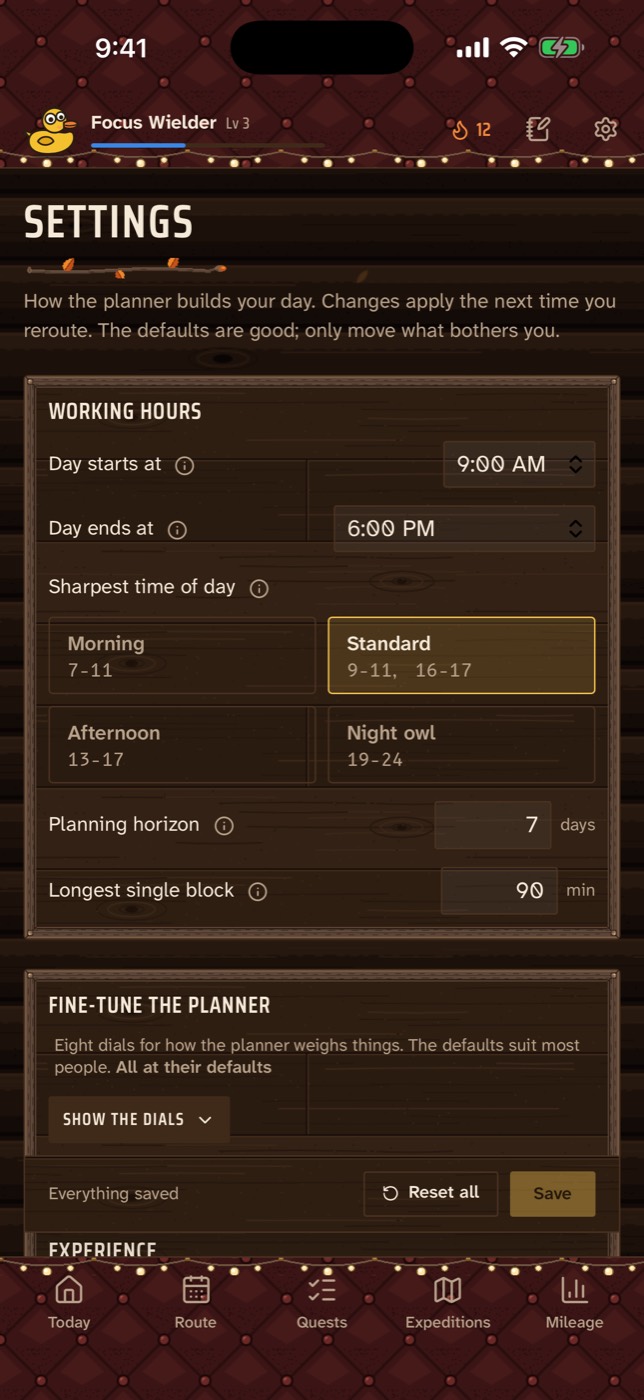 9:41
Focus Wielder Lv 3
12
SETTINGS
How the planner builds your day. Changes apply the next time you
reroute. The defaults are good; only move what bothers you.
WORKING HOURS
Day starts at
9:00 AM
Day ends at
6:00 PM
Sharpest time of day
Morning
7-11
Standard
9-11, 16-17
Afternoon
13-17
Night owl
19-24
Planning horizon
7 days
Longest single block
90 min
FINE-TUNE THE PLANNER
Eight dials for how the planner weighs things. The defaults suit most
people. All at their defaults
SHOW THE DIALS
Everything saved
Reset all
Save
EXPERIENCE
Today
Route
Quests
Expeditions
Mileage